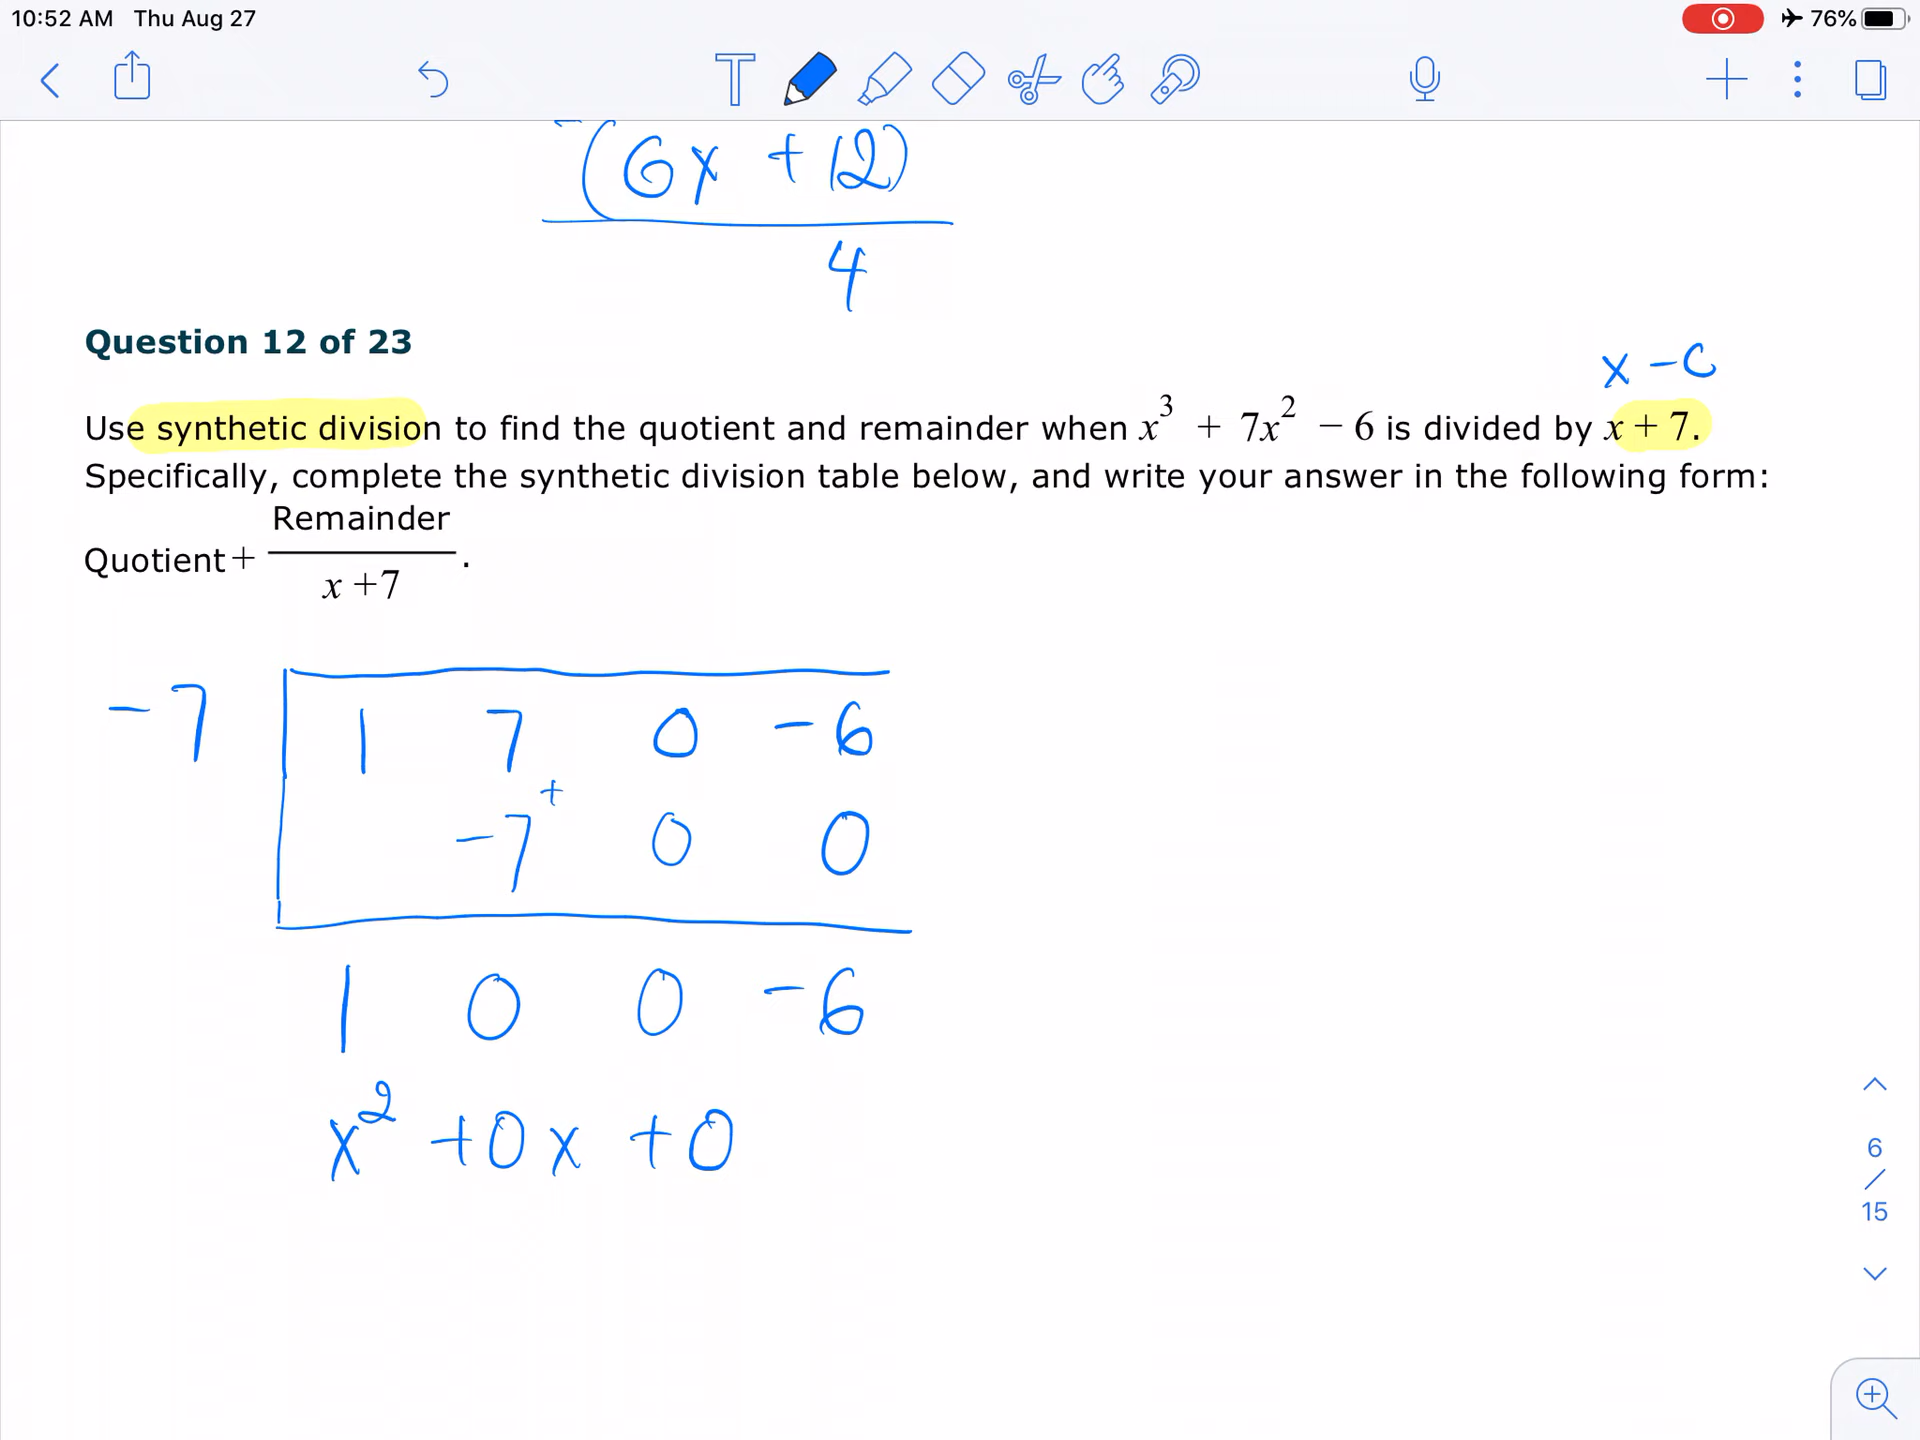 10:52 AM Thu Aug 27
76%
T
(6x + 12)
4
Question 12 of 23
x - c
Use synthetic division to find the quotient and remainder when x³ + 7x² − 6 is divided by x + 7.
Specifically, complete the synthetic division table below, and write your answer in the following form:
Remainder
Quotient + ———— .
x +7
-7 1 7 0 -6
+
-7 0 0
1 0 0 -6
x² +0x +0
6
/
15